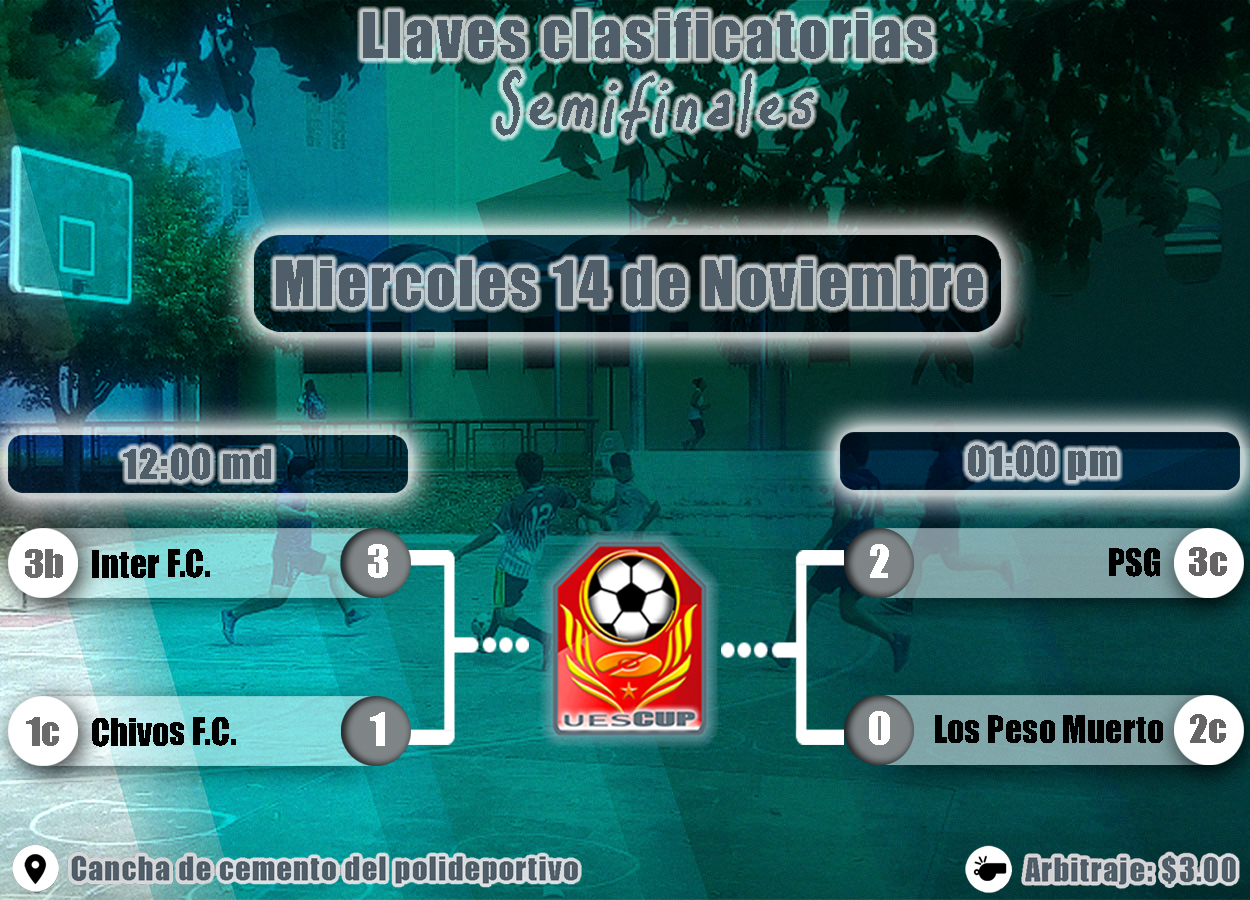 Llaves clasificatorias
Semifinales
Miercoles 14 de Noviembre
12:00 md
01:00 pm
3b Inter F.C. 3
2 PSG 3c
1c Chivos F.C. 1
0 Los Peso Muerto 2c
12
UESCUP
Cancha de cemento del polideportivo
Arbitraje: $3.00